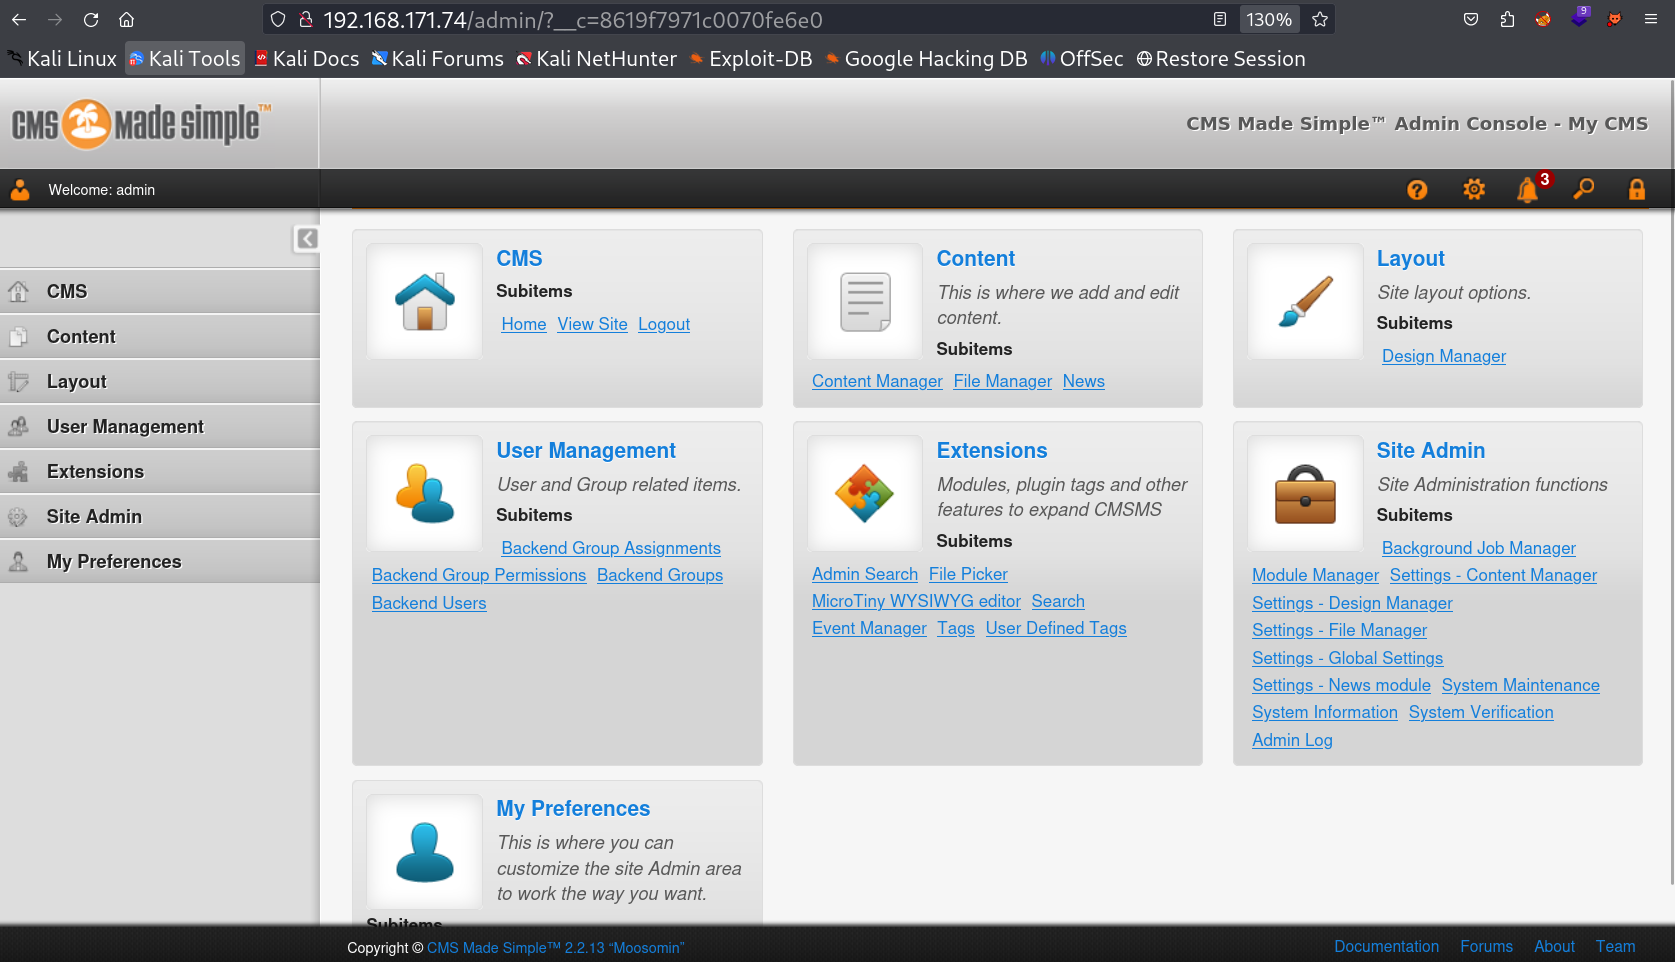 192.168.171.74/admin/?__c=8619f7971c0070fe6e0
130%
9
Kali Linux Kali Tools Kali Docs Kali Forums Kali NetHunter Exploit-DB Google Hacking DB OffSec Restore Session
CMS Made Simple™
CMS Made Simple™ Admin Console - My CMS
Welcome: admin
3
CMS
Content
Layout
User Management
Extensions
Site Admin
My Preferences
CMS
Subitems
Home View Site Logout
Content
This is where we add and edit
content.
Subitems
Content Manager File Manager News
Layout
Site layout options.
Subitems
Design Manager
User Management
User and Group related items.
Subitems
Backend Group Assignments
Backend Group Permissions Backend Groups
Backend Users
Extensions
Modules, plugin tags and other
features to expand CMSMS
Subitems
Admin Search File Picker
MicroTiny WYSIWYG editor Search
Event Manager Tags User Defined Tags
Site Admin
Site Administration functions
Subitems
Background Job Manager
Module Manager Settings - Content Manager
Settings - Design Manager
Settings - File Manager
Settings - Global Settings
Settings - News module System Maintenance
System Information System Verification
Admin Log
My Preferences
This is where you can
customize the site Admin area
to work the way you want.
Subitems
Copyright © CMS Made Simple™ 2.2.13 “Moosomin”
Documentation Forums About Team